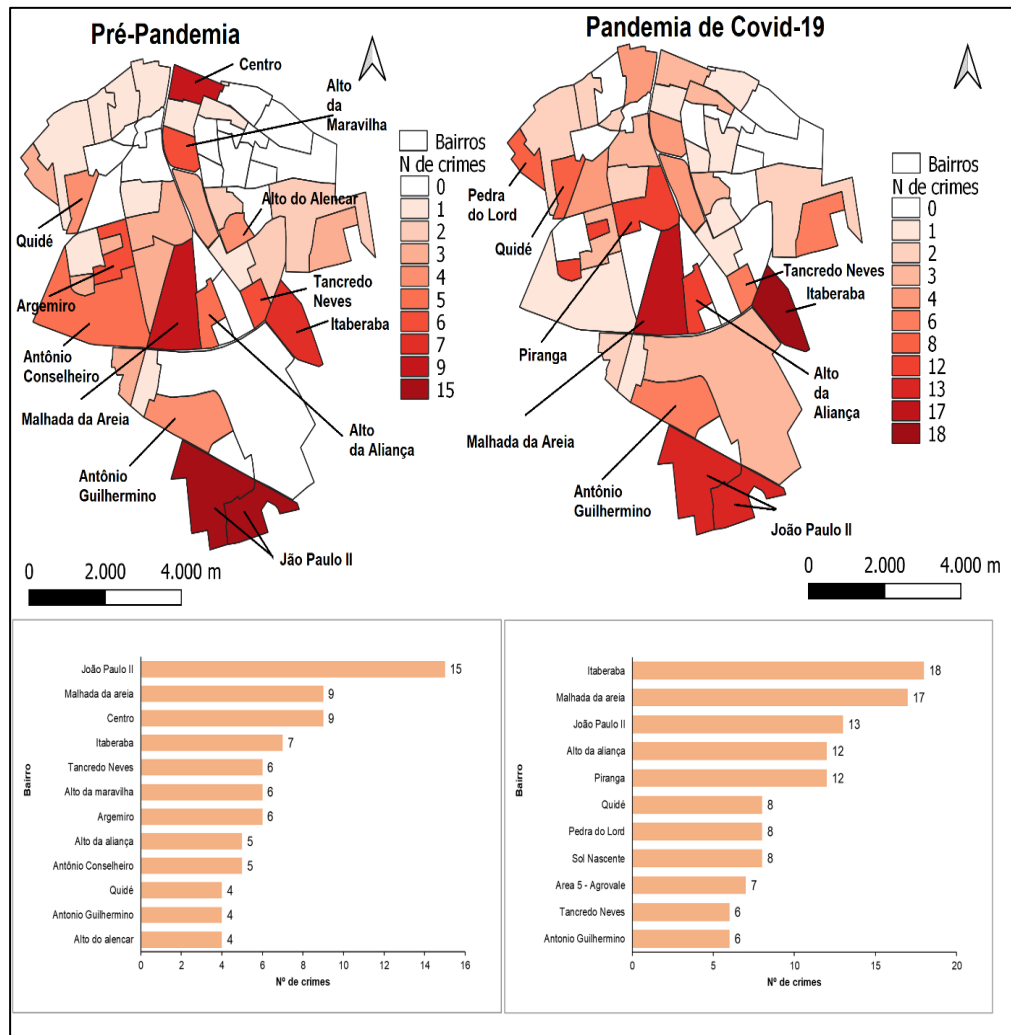 Pré-Pandemia
Centro
Alto
da
Maravilha
Alto do Alencar
Quidé
Argemiro
Tancredo
Neves
Itaberaba
Antônio
Conselheiro
Malhada da Areia
Alto
da Aliança
Antônio
Guilhermino
Jão Paulo II
Bairros
N de crimes
0
1
2
3
4
5
6
7
9
15
0 2.000 4.000 m
Pandemia de Covid-19
Pedra
do Lord
Quidé
Tancredo Neves
Itaberaba
Piranga
Alto
da
Aliança
Malhada da Areia
Antônio
Guilhermino
João Paulo II
Bairros
N de crimes
0
1
2
3
4
6
8
12
13
17
18
0 2.000 4.000 m
Bairro
João Paulo II 15
Malhada da areia 9
Centro 9
Itaberaba 7
Tancredo Neves 6
Alto da maravilha 6
Argemiro 6
Alto da aliança 5
Antônio Conselheiro 5
Quidé 4
Antonio Guilhermino 4
Alto do alencar 4
0 2 4 6 8 10 12 14 16
Nº de crimes
Bairro
Itaberaba 18
Malhada da areia 17
João Paulo II 13
Alto da aliança 12
Piranga 12
Quidé 8
Pedra do Lord 8
Sol Nascente 8
Area 5 - Agrovale 7
Tancredo Neves 6
Antonio Guilhermino 6
0 5 10 15 20
Nº de crimes